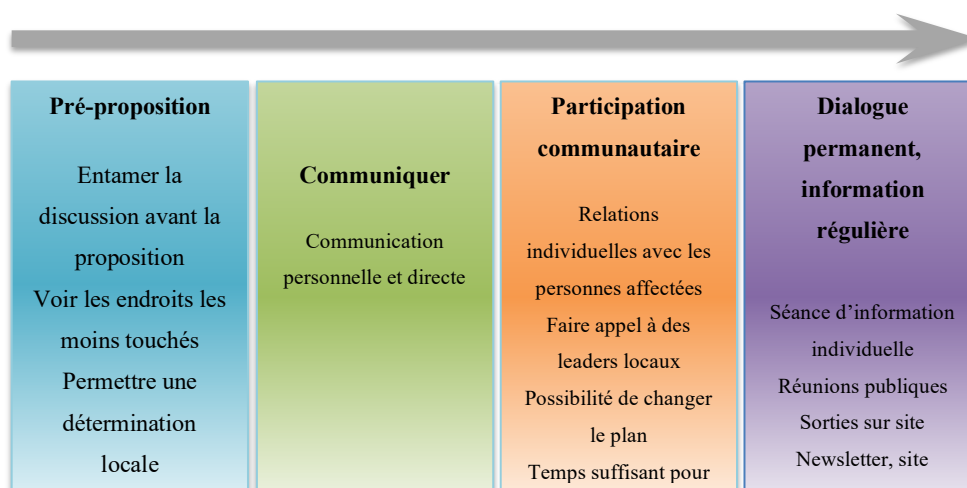 Pré-proposition
Entamer la
discussion avant la
proposition
Voir les endroits les
moins touchés
Permettre une
détermination
locale
Communiquer
Communication
personnelle et directe
Participation
communautaire
Relations
individuelles avec les
personnes affectées
Faire appel à des
leaders locaux
Possibilité de changer
le plan
Temps suffisant pour
Dialogue
permanent,
information
régulière
Séance d’information
individuelle
Réunions publiques
Sorties sur site
Newsletter, site